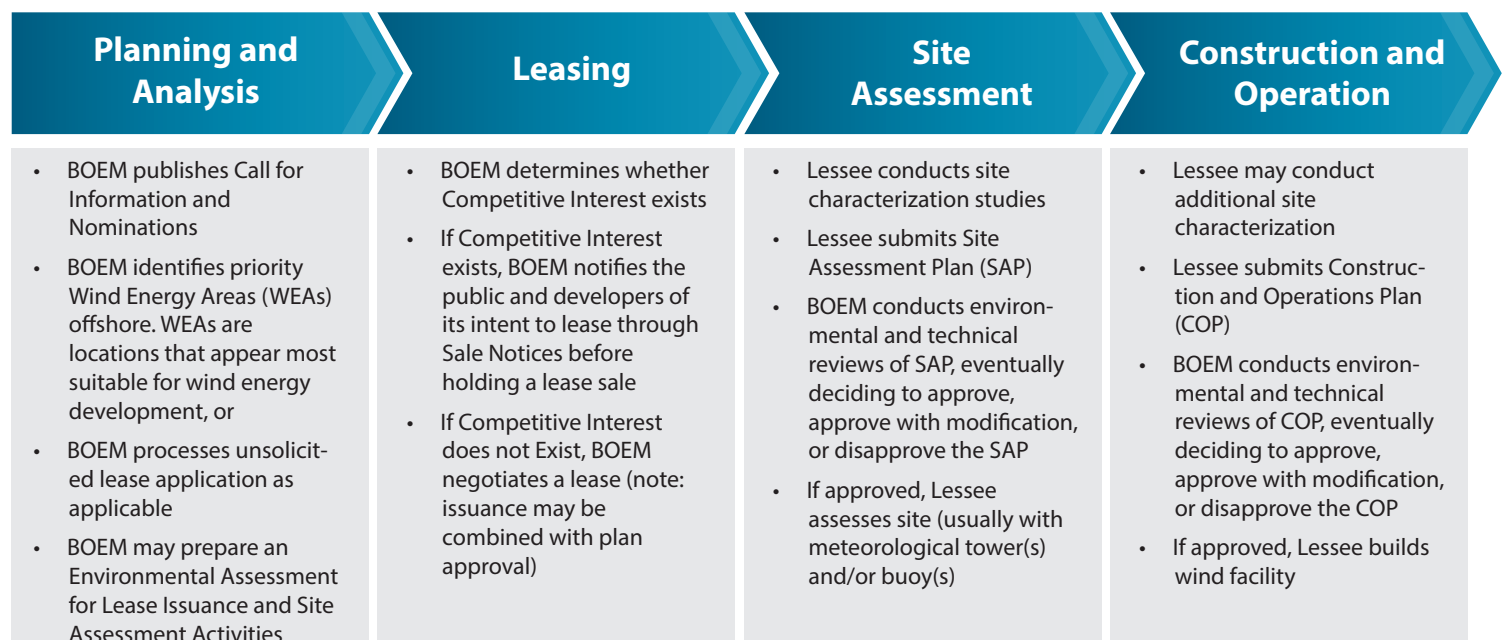 Planning and
Analysis
Leasing
Site
Assessment
Construction and
Operation
• BOEM publishes Call for
Information and
Nominations
• BOEM identifies priority
Wind Energy Areas (WEAs)
offshore. WEAs are
locations that appear most
suitable for wind energy
development, or
• BOEM processes unsolicit-
ed lease application as
applicable
• BOEM may prepare an
Environmental Assessment
for Lease Issuance and Site
Assessment Activities
• BOEM determines whether
Competitive Interest exists
• If Competitive Interest
exists, BOEM notifies the
public and developers of
its intent to lease through
Sale Notices before
holding a lease sale
• If Competitive Interest
does not Exist, BOEM
negotiates a lease (note:
issuance may be
combined with plan
approval)
• Lessee conducts site
characterization studies
• Lessee submits Site
Assessment Plan (SAP)
• BOEM conducts environ-
mental and technical
reviews of SAP, eventually
deciding to approve,
approve with modification,
or disapprove the SAP
• If approved, Lessee
assesses site (usually with
meteorological tower(s)
and/or buoy(s)
• Lessee may conduct
additional site
characterization
• Lessee submits Construc-
tion and Operations Plan
(COP)
• BOEM conducts environ-
mental and technical
reviews of COP, eventually
deciding to approve,
approve with modification,
or disapprove the COP
• If approved, Lessee builds
wind facility